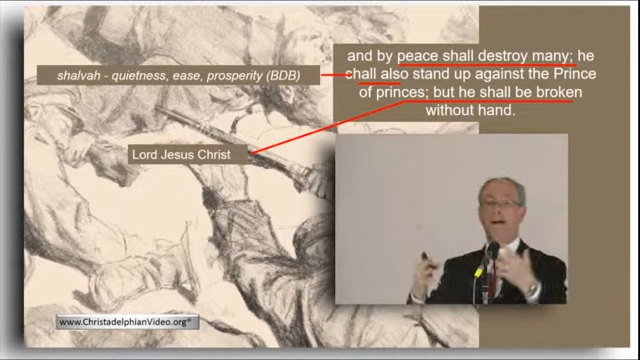 and by peace shall destroy many; he
shall also stand up against the Prince
of princes; but he shall be broken
without hand.
shalvah - quietness, ease, prosperity (BDB)
Lord Jesus Christ
www.ChristadelphianVideo.org®